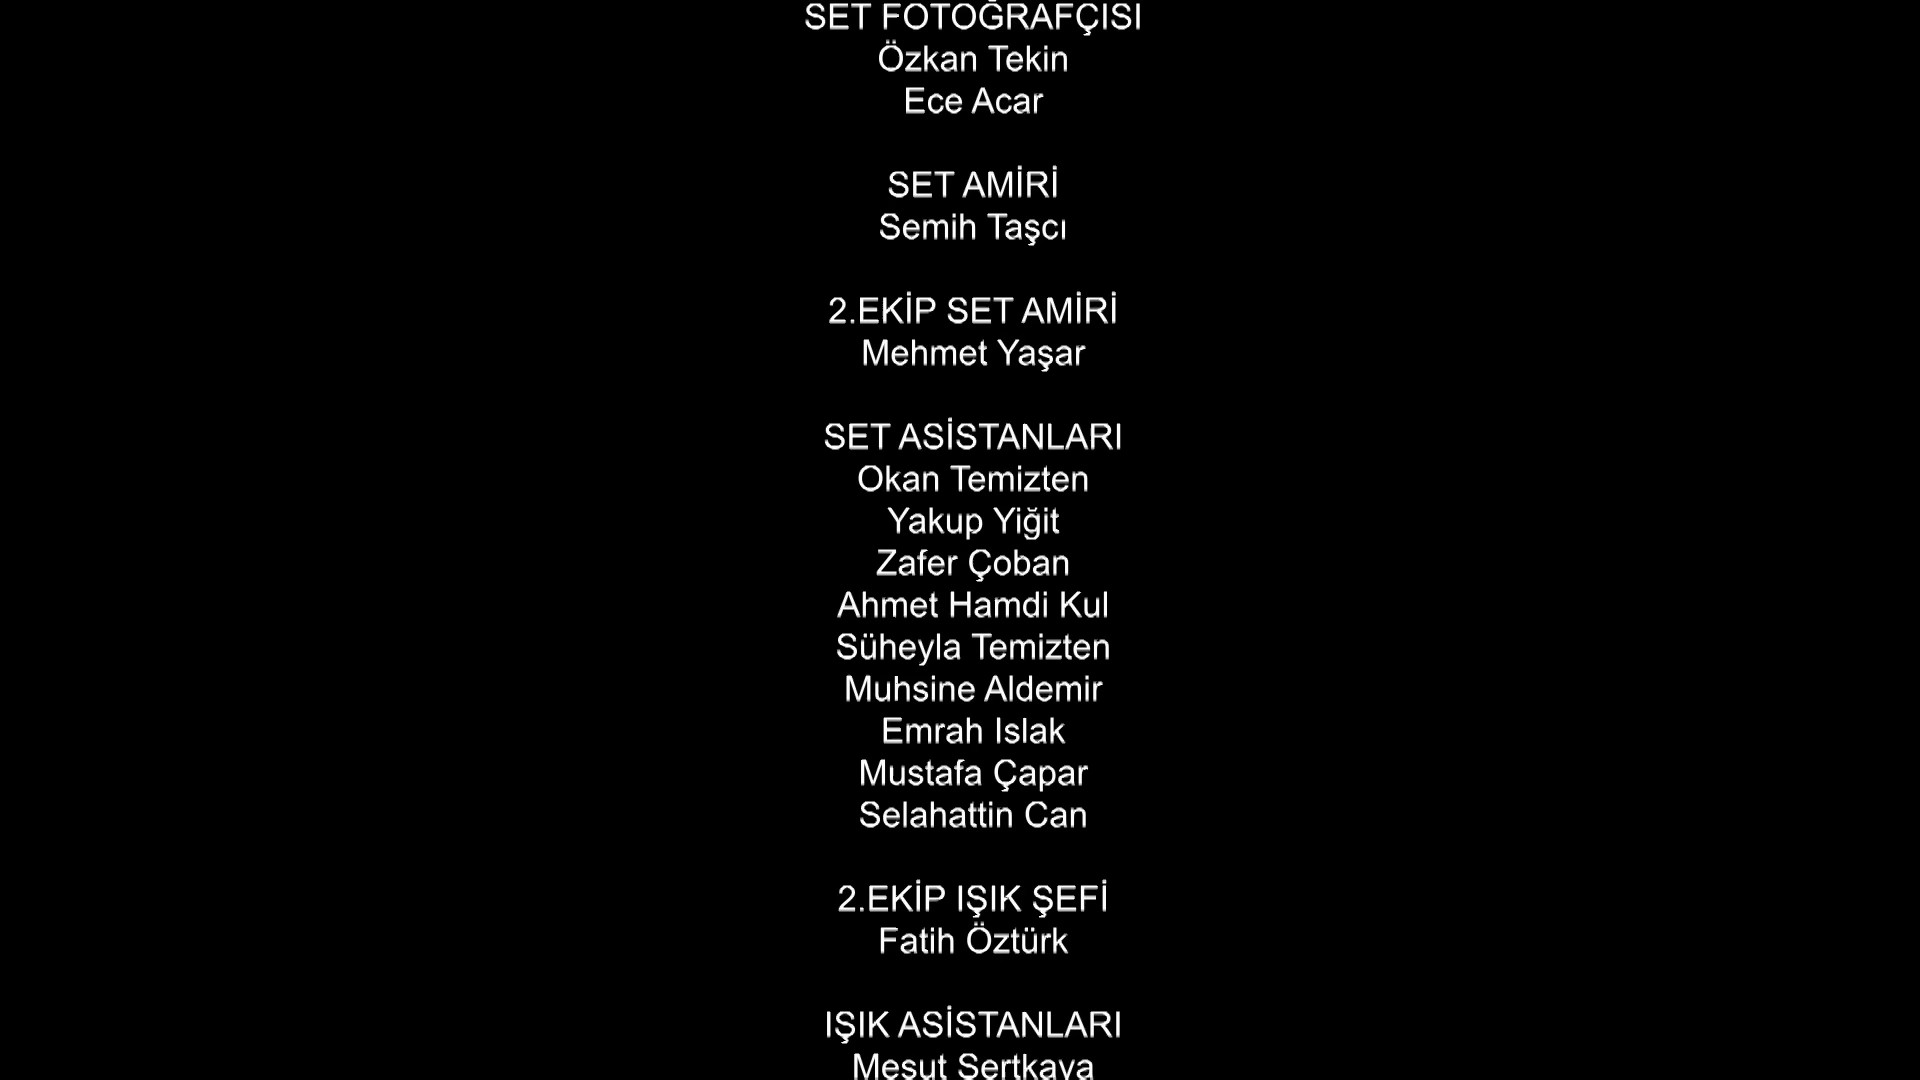 SET FOTOĞRAFÇISI
Özkan Tekin
Ece Acar
SET AMİRİ
Semih Taşcı
2.EKİP SET AMİRİ
Mehmet Yaşar
SET ASİSTANLARI
Okan Temizten
Yakup Yiğit
Zafer Çoban
Ahmet Hamdi Kul
Süheyla Temizten
Muhsine Aldemir
Emrah Islak
Mustafa Çapar
Selahattin Can
2.EKİP IŞIK ŞEFİ
Fatih Öztürk
IŞIK ASİSTANLARI
Mesut Sertkaya